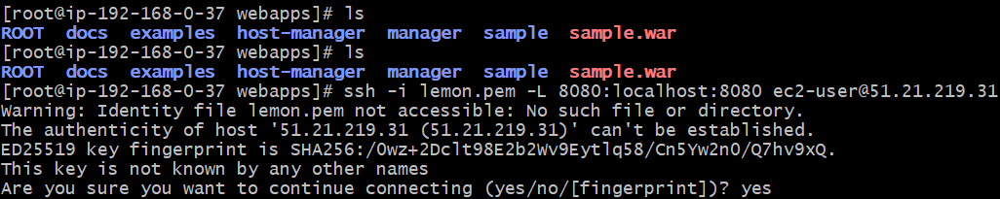 [root@ip-192-168-0-37 webapps]# ls
ROOT docs examples host-manager manager sample sample.war
[root@ip-192-168-0-37 webapps]# ls
ROOT docs examples host-manager manager sample sample.war
[root@ip-192-168-0-37 webapps]# ssh -i lemon.pem -L 8080:localhost:8080 ec2-user@51.21.219.31
Warning: Identity file lemon.pem not accessible: No such file or directory.
The authenticity of host '51.21.219.31 (51.21.219.31)' can't be established.
ED25519 key fingerprint is SHA256:/0wz+2Dclt98E2b2Wv9Eytlq58/Cn5Yw2n0/Q7hv9xQ.
This key is not known by any other names
Are you sure you want to continue connecting (yes/no/[fingerprint])? yes